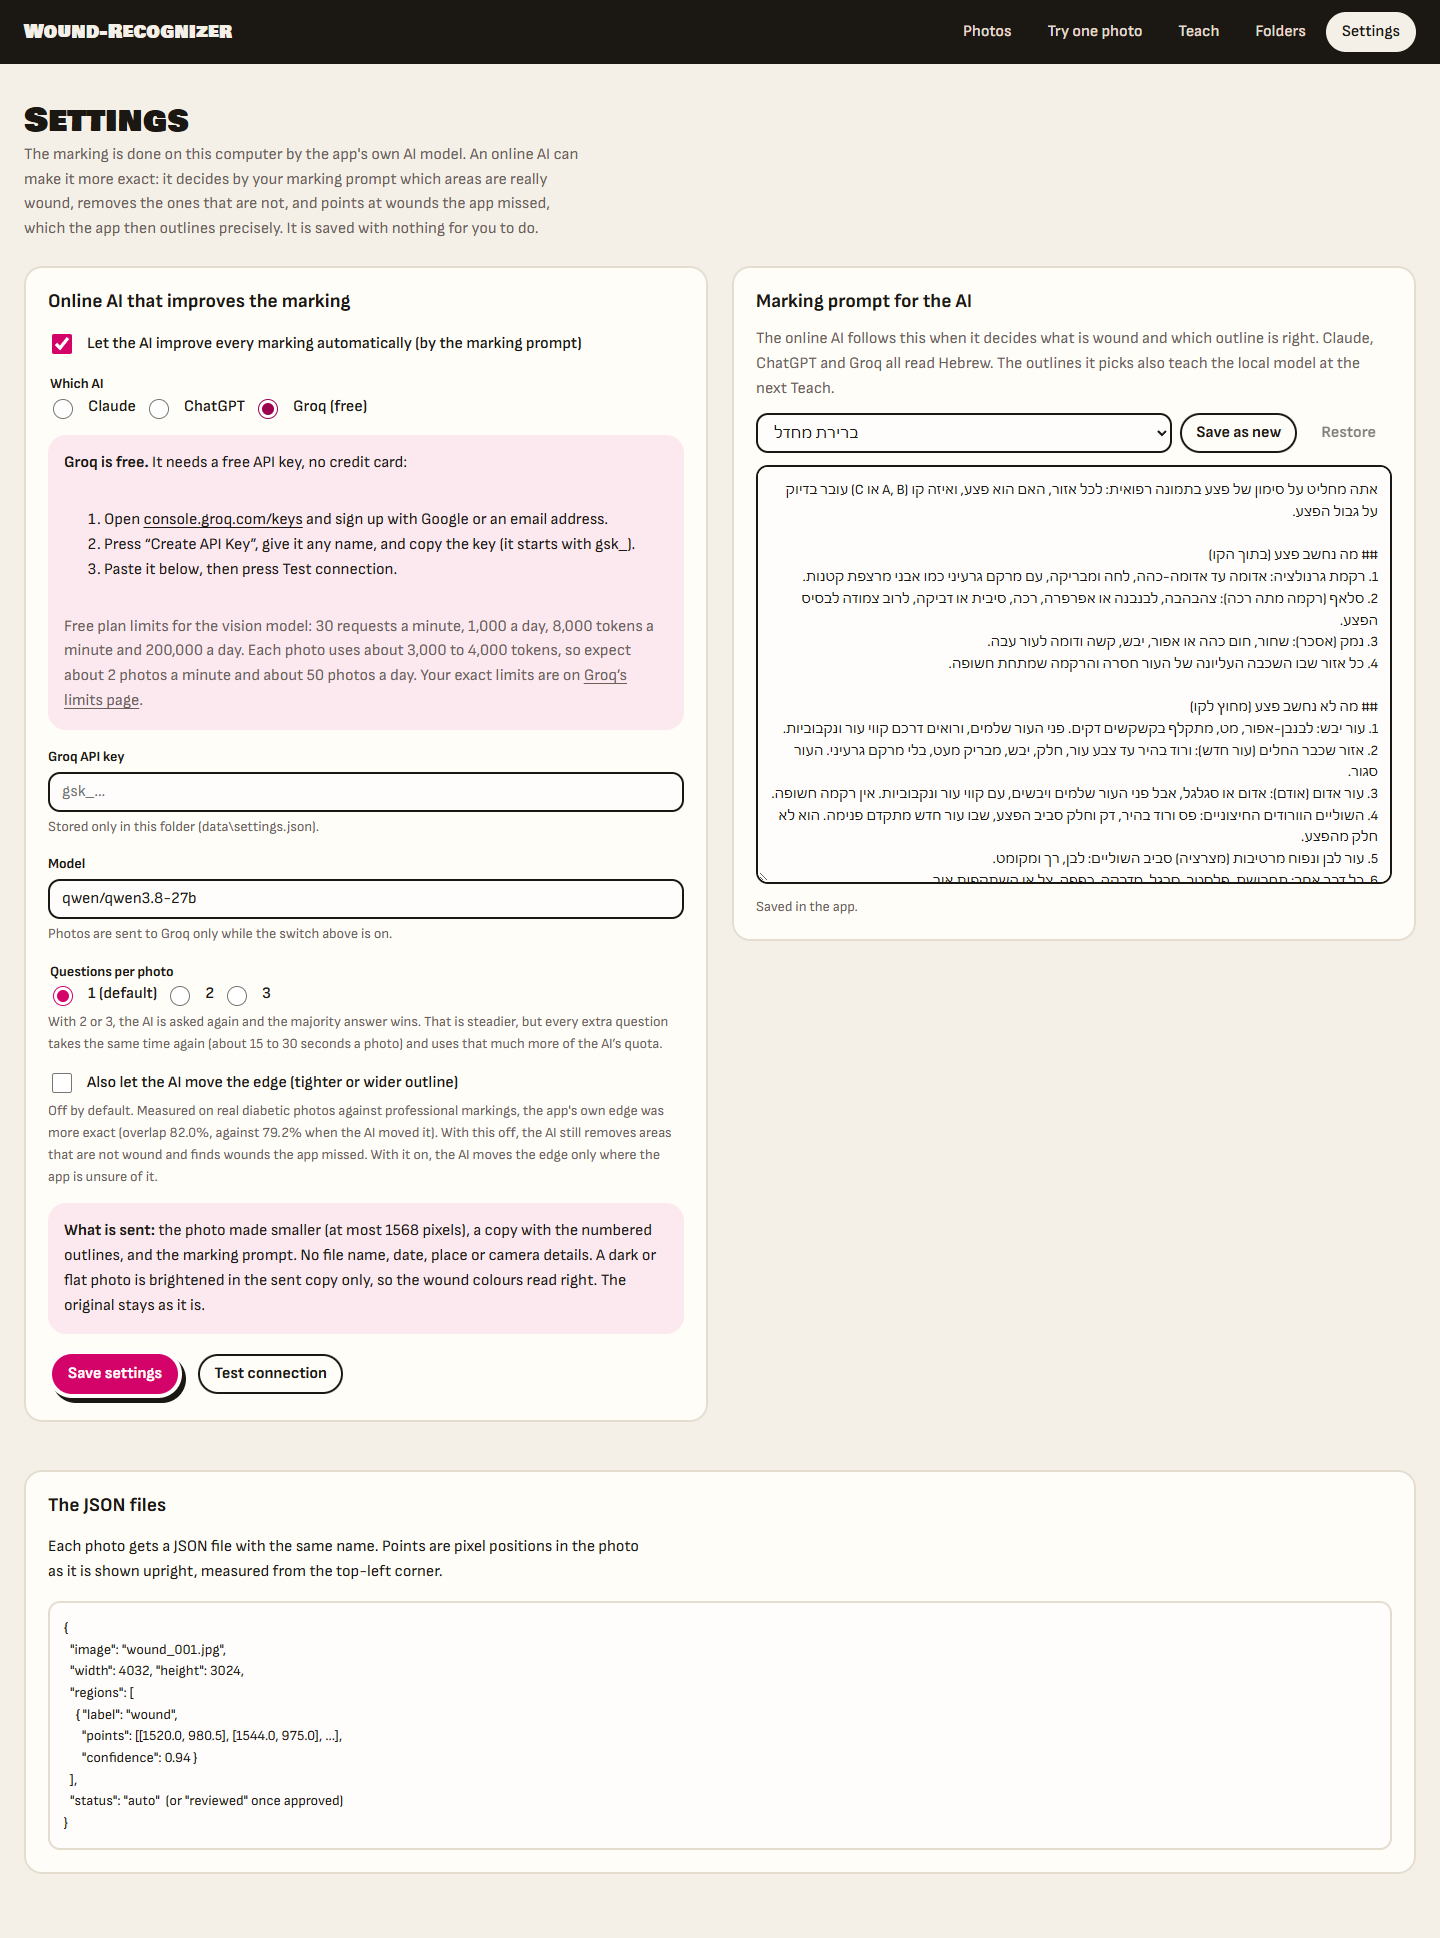 Wound-Recognizer
Photos
Try one photo
Teach
Folders
Settings
Settings
The marking is done on this computer by the app's own AI model. An online AI can
make it more exact: it decides by your marking prompt which areas are really
wound, removes the ones that are not, and points at wounds the app missed,
which the app then outlines precisely. It is saved with nothing for you to do.
Online AI that improves the marking
Let the AI improve every marking automatically (by the marking prompt)
Which AI
Claude ChatGPT Groq (free)
Groq is free. It needs a free API key, no credit card:
1. Open console.groq.com/keys and sign up with Google or an email address.
2. Press “Create API Key”, give it any name, and copy the key (it starts with gsk_).
3. Paste it below, then press Test connection.
Free plan limits for the vision model: 30 requests a minute, 1,000 a day, 8,000 tokens a
minute and 200,000 a day. Each photo uses about 3,000 to 4,000 tokens, so expect
about 2 photos a minute and about 50 photos a day. Your exact limits are on Groq’s
limits page.
Groq API key
gsk_...
Stored only in this folder (data\settings.json).
Model
qwen/qwen3.8-27b
Photos are sent to Groq only while the switch above is on.
Questions per photo
1 (default) 2 3
With 2 or 3, the AI is asked again and the majority answer wins. That is steadier, but every extra question
takes the same time again (about 15 to 30 seconds a photo) and uses that much more of the AI’s quota.
Also let the AI move the edge (tighter or wider outline)
Off by default. Measured on real diabetic photos against professional markings, the app's own edge was
more exact (overlap 82.0%, against 79.2% when the AI moved it). With this off, the AI still removes areas
that are not wound and finds wounds the app missed. With it on, the AI moves the edge only where the
app is unsure of it.
What is sent: the photo made smaller (at most 1568 pixels), a copy with the numbered
outlines, and the marking prompt. No file name, date, place or camera details. A dark or
flat photo is brightened in the sent copy only, so the wound colours read right. The
original stays as it is.
Save settings
Test connection
Marking prompt for the AI
The online AI follows this when it decides what is wound and which outline is right. Claude,
ChatGPT and Groq all read Hebrew. The outlines it picks also teach the local model at the
next Teach.
ברירת מחדל
Save as new
Restore
אתה מחליט על סימון של פצע בתמונה רפואית: לכל אזור, האם הוא פצע, ואיזה קו (A, B או C) עובר בדיוק
על גבול הפצע.
## מה נחשב פצע (בתוך הקו)
1. רקמת גרנולציה: אדומה עד אדומה-כהה, לחה ומבריקה, עם מרקם גרעיני כמו אבני מרצפת קטנות.
2. סלאף (רקמה מתה רכה): צהבהבה, לבנבנה או אפרפרה, רכה, סיבית או דביקה, לרוב צמודה לבסיס
הפצע.
3. נמק (אסכר): שחור, חום כהה או אפור, יבש, קשה ודומה לעור עבה.
4. כל אזור שבו השכבה העליונה של העור חסרה והרקמה שמתחת חשופה.
## מה לא נחשב פצע (מחוץ לקו)
1. עור יבש: לבנבן-אפור, מט, מתקלף בקשקשים דקים. פני העור שלמים, ורואים דרכם קווי עור ונקבוביות.
2. אזור שכבר החלים (עור חדש): ורוד בהיר עד צבע עור, חלק, יבש, מבריק מעט, בלי מרקם גרעיני. העור
סגור.
3. עור אדום (אודם): אדום או סגלגל, אבל פני העור שלמים ויבשים, עם קווי עור ונקבוביות. אין רקמה חשופה.
4. השוליים הוורודים החיצוניים: פס ורוד בהיר, דק וחלק סביב הפצע, שבו עור חדש מתקדם פנימה. הוא לא
חלק מהפצע.
5. עור לבן ונפוח מרטיבות (מצרציה) סביב השוליים: לבן, רך ומקומט.
6. כל דבר אחר: תחבושת, פלסטר, סרגל, מדבקה, כפפה, צל או השתקפות אור.
Saved in the app.
The JSON files
Each photo gets a JSON file with the same name. Points are pixel positions in the photo
as it is shown upright, measured from the top-left corner.
{
"image": "wound_001.jpg",
"width": 4032, "height": 3024,
"regions": [
{ "label": "wound",
"points": [[1520.0, 980.5], [1544.0, 975.0], ...],
"confidence": 0.94 }
],
"status": "auto" (or "reviewed" once approved)
}